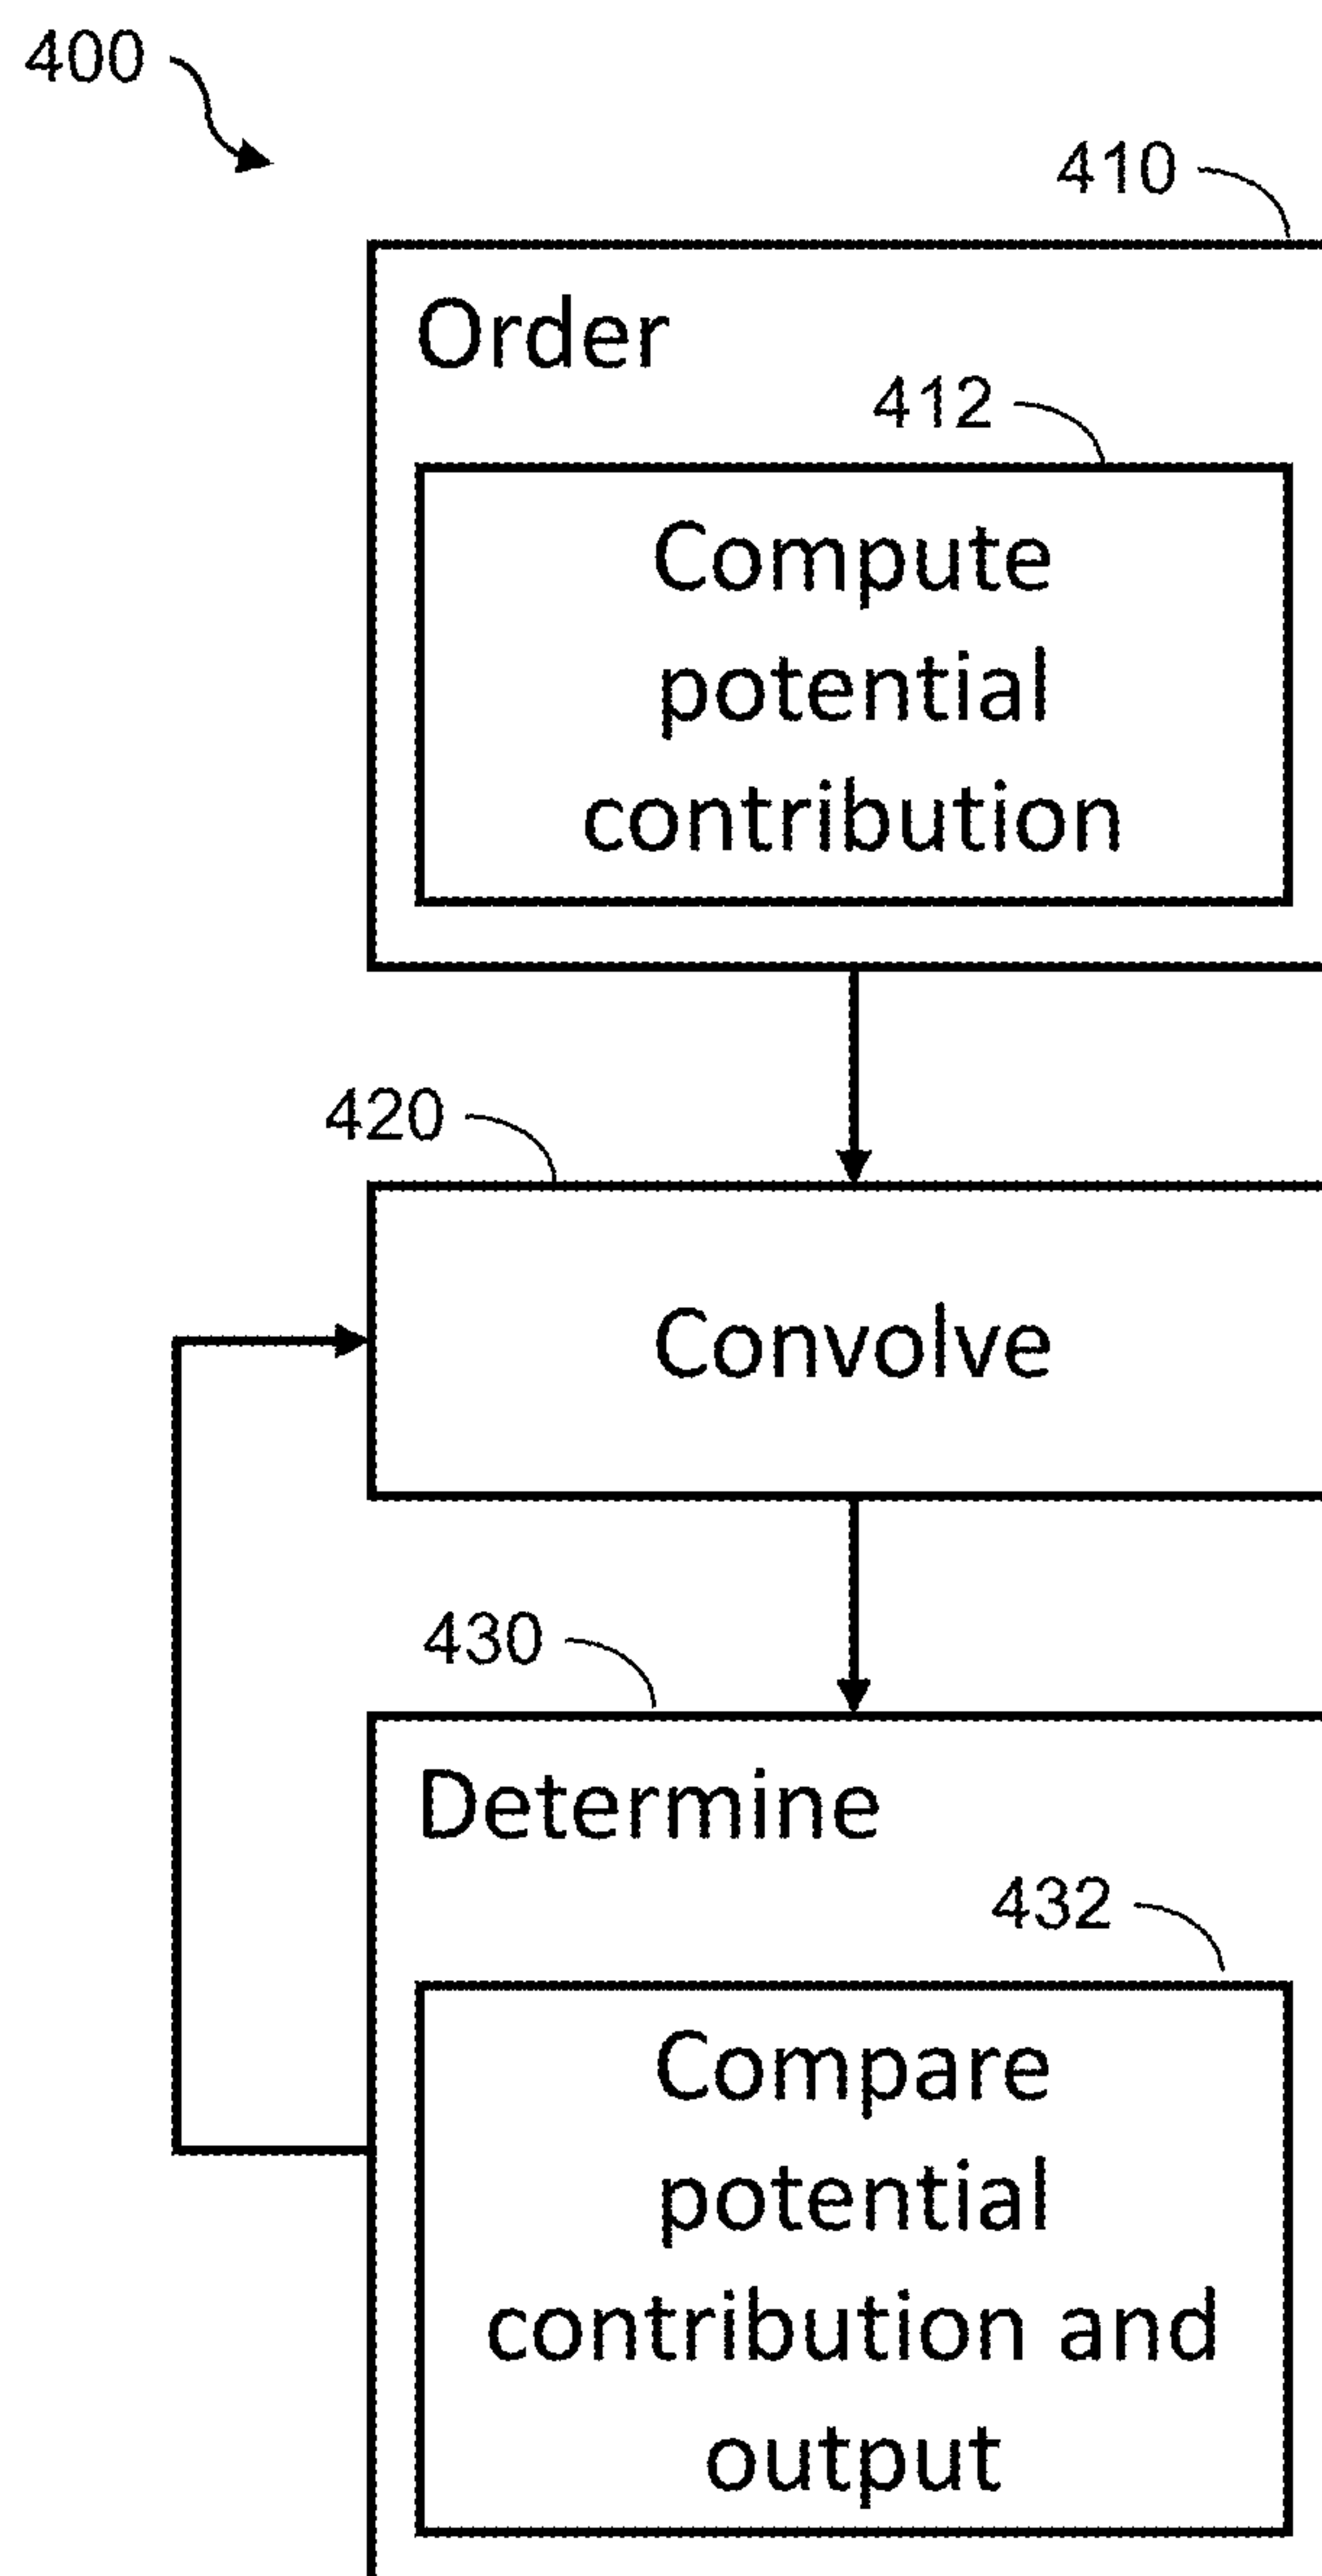 400
410
Order
412
Compute
potential
contribution
420
Convolve
430
Determine
432
Compare
potential
contribution and
output